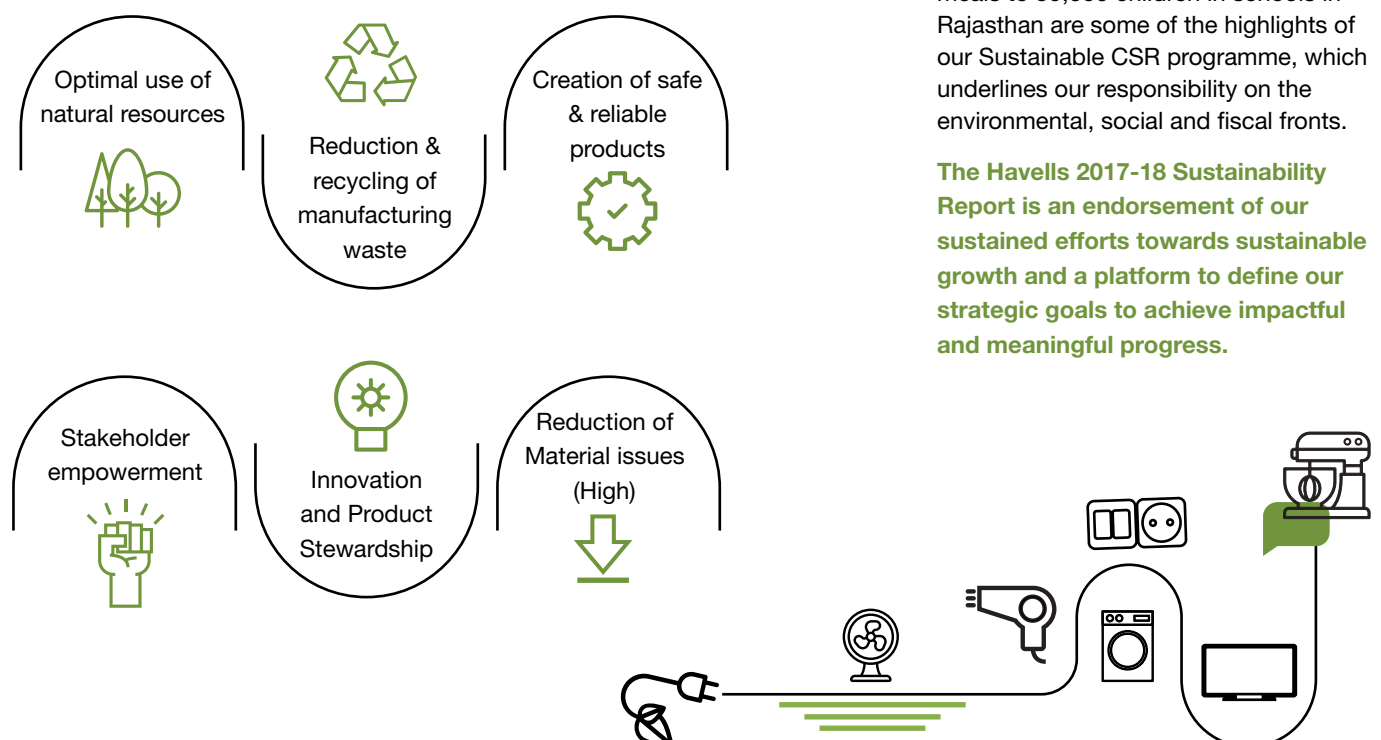 Optimal use of
natural resources
Reduction &
recycling of
manufacturing
waste
Creation of safe
& reliable
products
Stakeholder
empowerment
Innovation
and Product
Stewardship
Reduction of
Material issues
(High)
children in schools in
Rajasthan are some of the highlights of
our Sustainable CSR programme, which
underlines our responsibility on the
environmental, social and fiscal fronts.
The Havells 2017-18 Sustainability
Report is an endorsement of our
sustained efforts towards sustainable
growth and a platform to define our
strategic goals to achieve impactful
and meaningful progress.